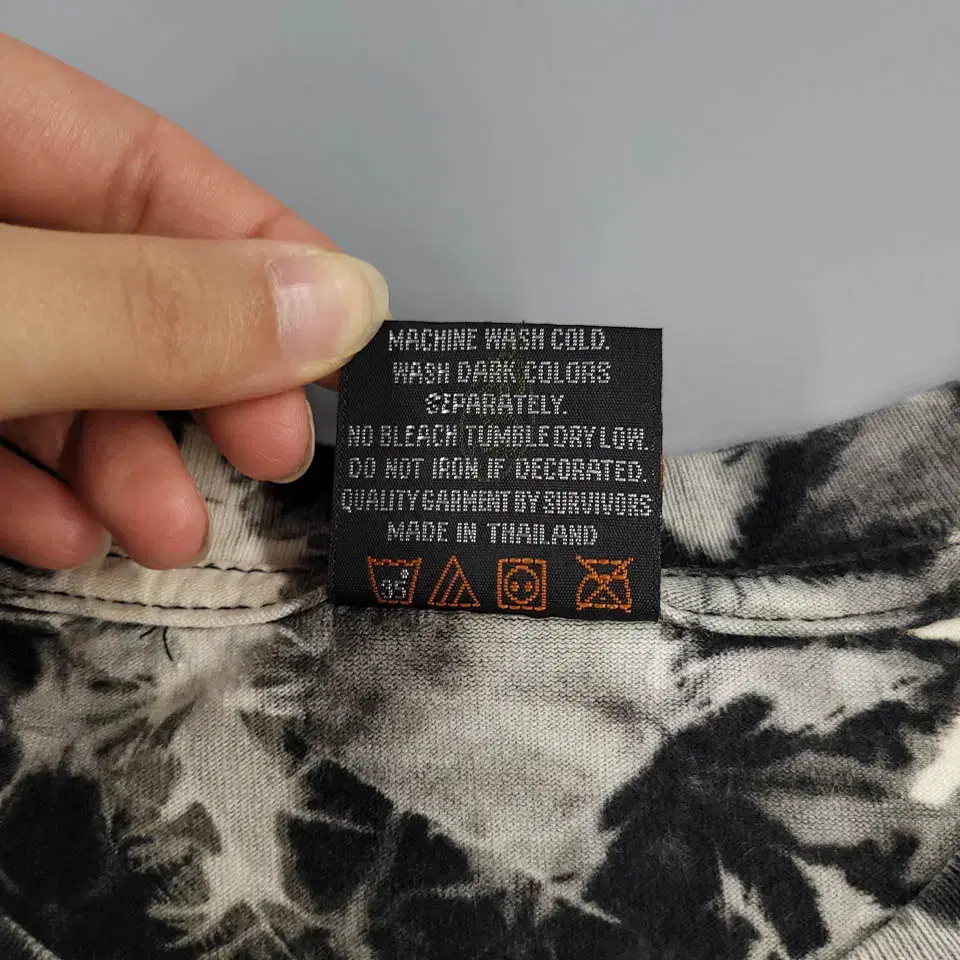 MACHINE WASH COLD.
WASH DARK COLORS
SEPARATELY.
NO BLEACH TUMBLE DRY LOW.
DO NOT IRON IF DECORATED.
QUALITY GARMENT BY SURVIVORS
MADE IN THAILAND
35°